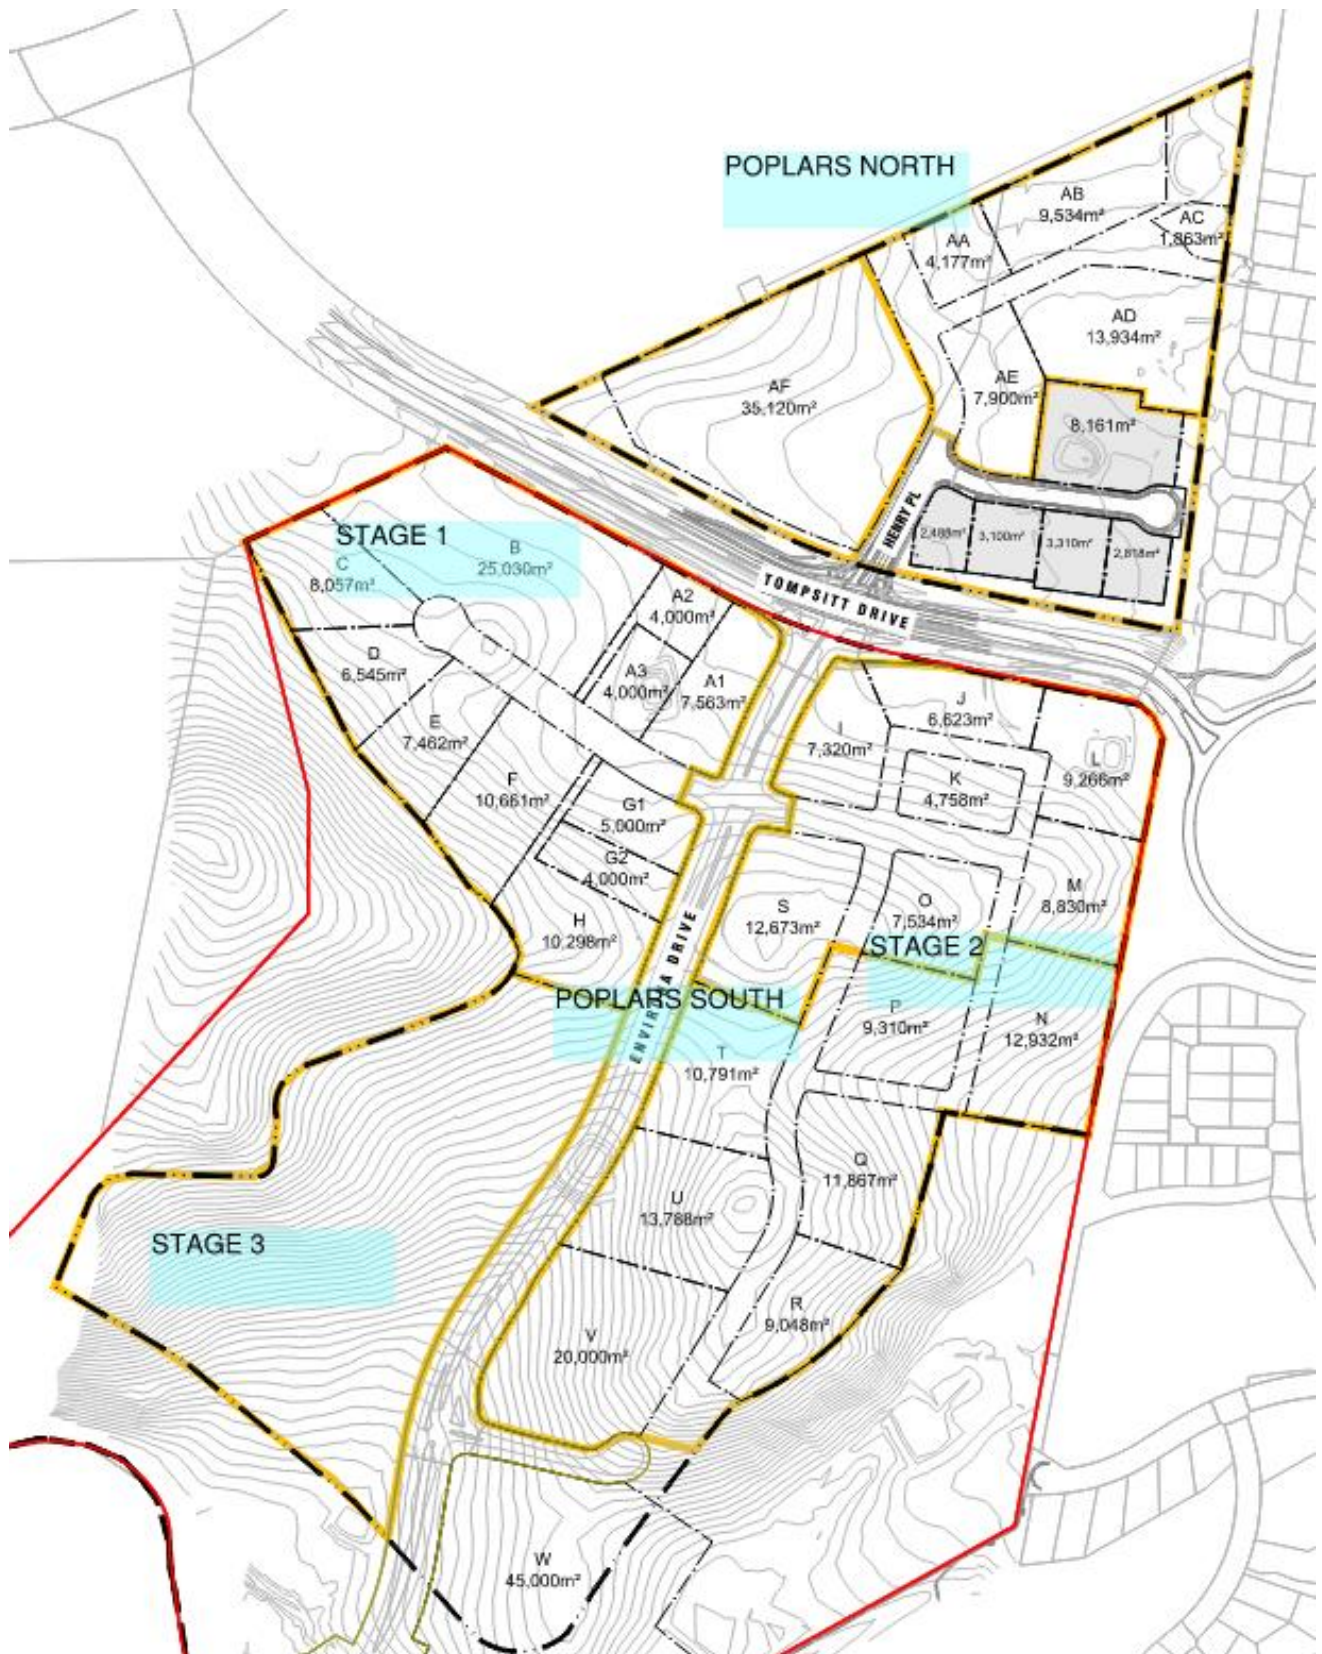 POPLARS NORTH
AB
9,534m²
AC
1,863m²
AA
4,177m²
AD
13,934m²
AF
35,120m²
AE
7,900m²
8,161m²
HENRY PL
2,488m²
3,100m²
3,310m²
2,818m²
TOMPSITT DRIVE
STAGE 1
B
25,030m²
C
8,057m²
A2
4,000m²
D
6,545m²
A3
4,000m²
A1
7,563m²
E
7,462m²
F
10,661m²
G1
5,000m²
G2
4,000m²
H
10,298m²
I
7,320m²
J
6,623m²
K
4,758m²
L
9,266m²
M
8,830m²
S
12,673m²
O
7,534m²
STAGE 2
POPLARS SOUTH
ENVIRONA DRIVE
P
9,310m²
N
12,932m²
T
10,791m²
Q
11,867m²
U
13,788m²
STAGE 3
R
9,048m²
V
20,000m²
W
45,000m²